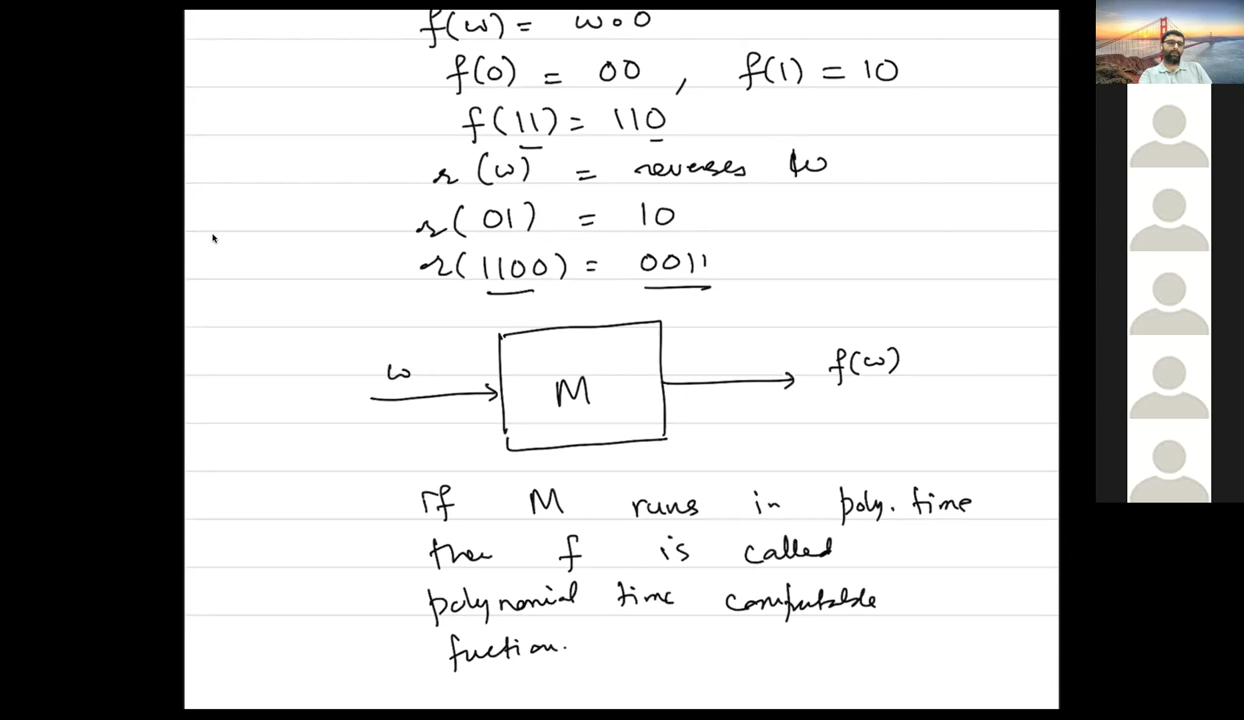 f(w) = w∘0
f(0) = 00 , f(1) = 10
f(11) = 110
r(w) = reverses w
r(01) = 10
r(1100) = 0011
w M f(w)
If M runs in poly. time
then f is called
polynomial time computable
fuction.